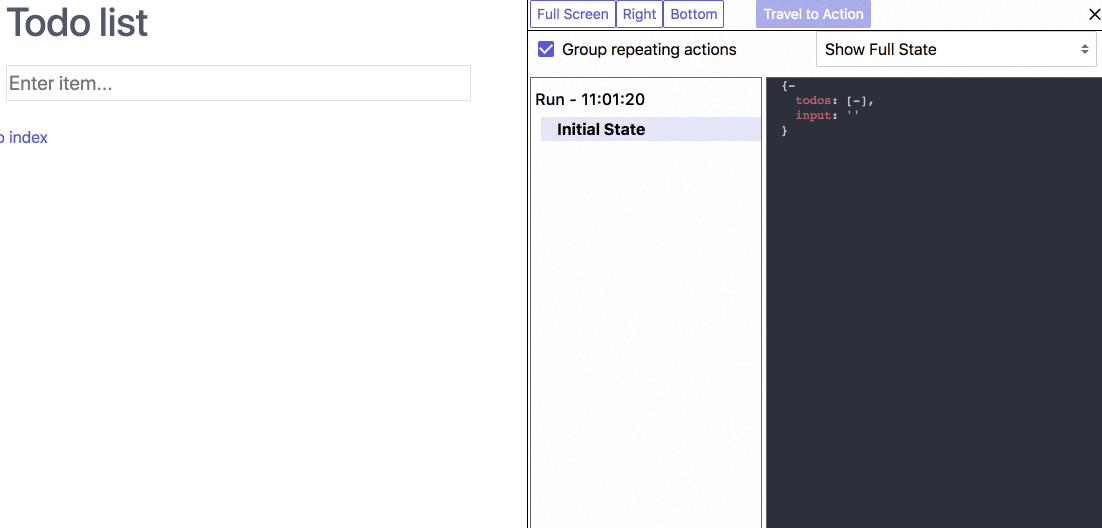 Todo list
Enter item...
o index
Full Screen Right Bottom Travel to Action
Group repeating actions Show Full State
Run - 11:01:20
Initial State
{-
todos: [-],
input: ''
}